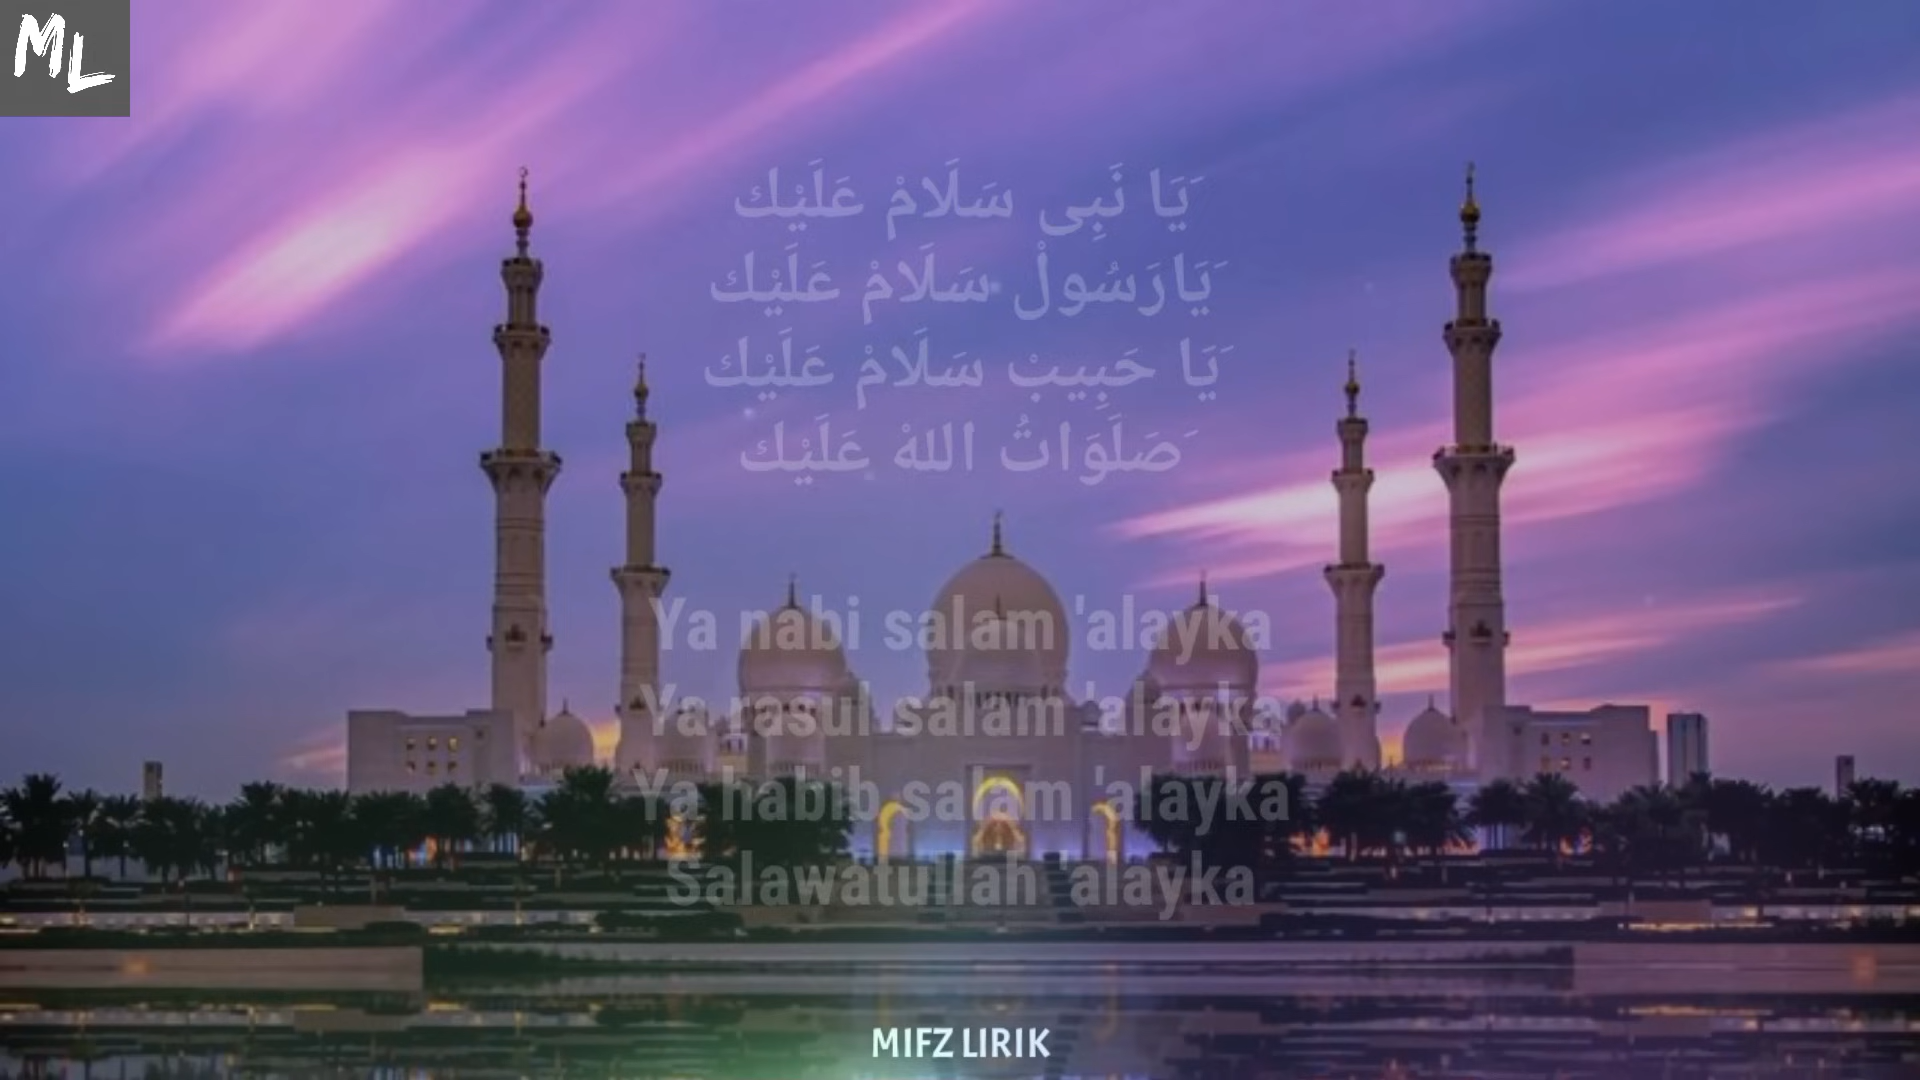 ML
يَا نَبِى سَلَامْ عَلَيْكَ
يَارَسُولْ سَلَامْ عَلَيْكَ
يَا حَبِيبْ سَلَامْ عَلَيْكَ
صَلَوَاتُ اللهْ عَلَيْكَ
Ya nabi salam 'alayka
Ya rasul salam 'alayka
Ya habib salam 'alayka
Salawatullah 'alayka
MIFZ LIRIK